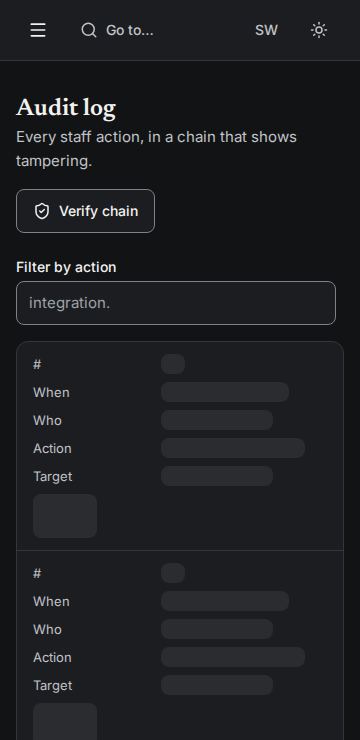 Go to...
SW
Audit log
Every staff action, in a chain that shows
tampering.
Verify chain
Filter by action
integration.
#
When
Who
Action
Target
#
When
Who
Action
Target